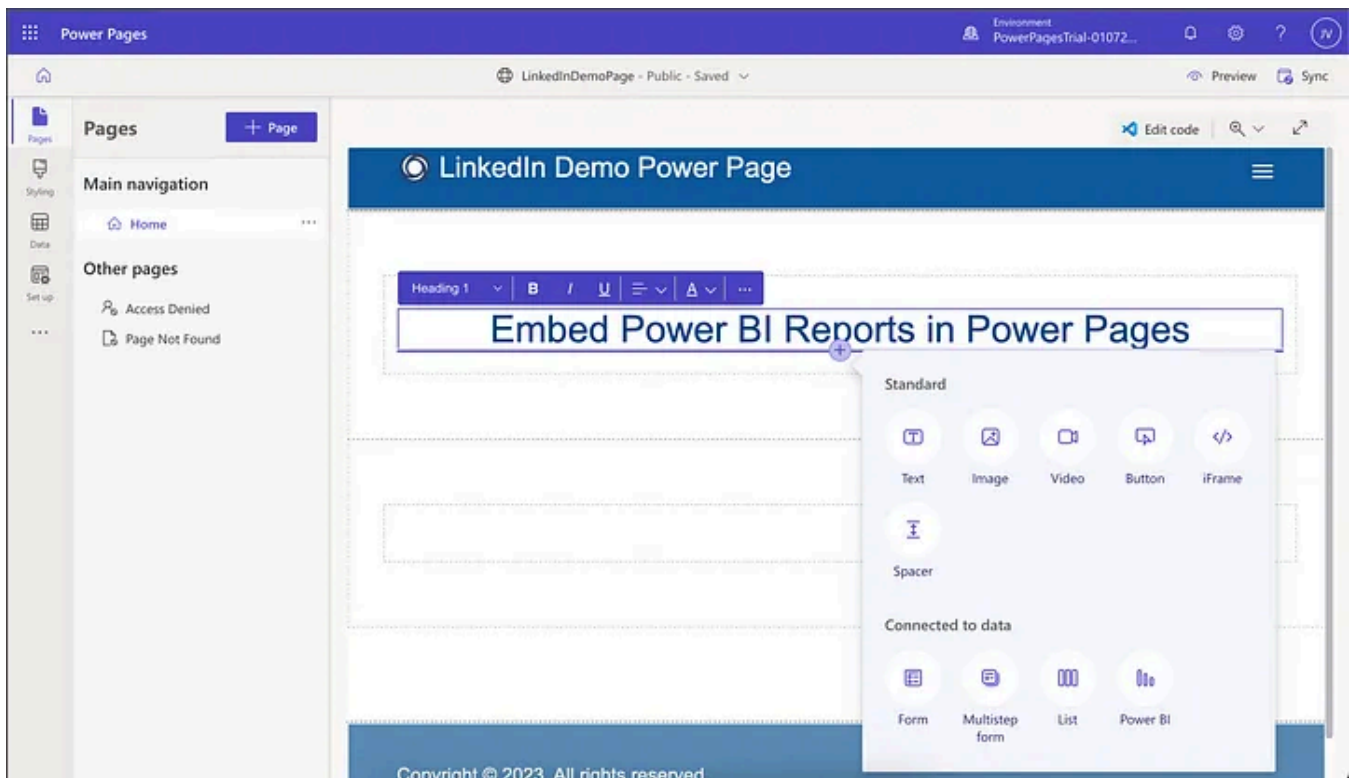 Power Pages
Environment
PowerPagesTrial-01072...
?
JV
LinkedInDemoPage - Public - Saved
Preview
Sync
Pages
Styling
Data
Set up
...
Pages
+ Page
Main navigation
Home
...
Other pages
Access Denied
Page Not Found
Edit code
LinkedIn Demo Power Page
Heading 1
B I U A ...
Embed Power BI Reports in Power Pages
Standard
Text Image Video Button iFrame
Spacer
Connected to data
Form Multistep form List Power BI
Copyright © 2023. All rights reserved.